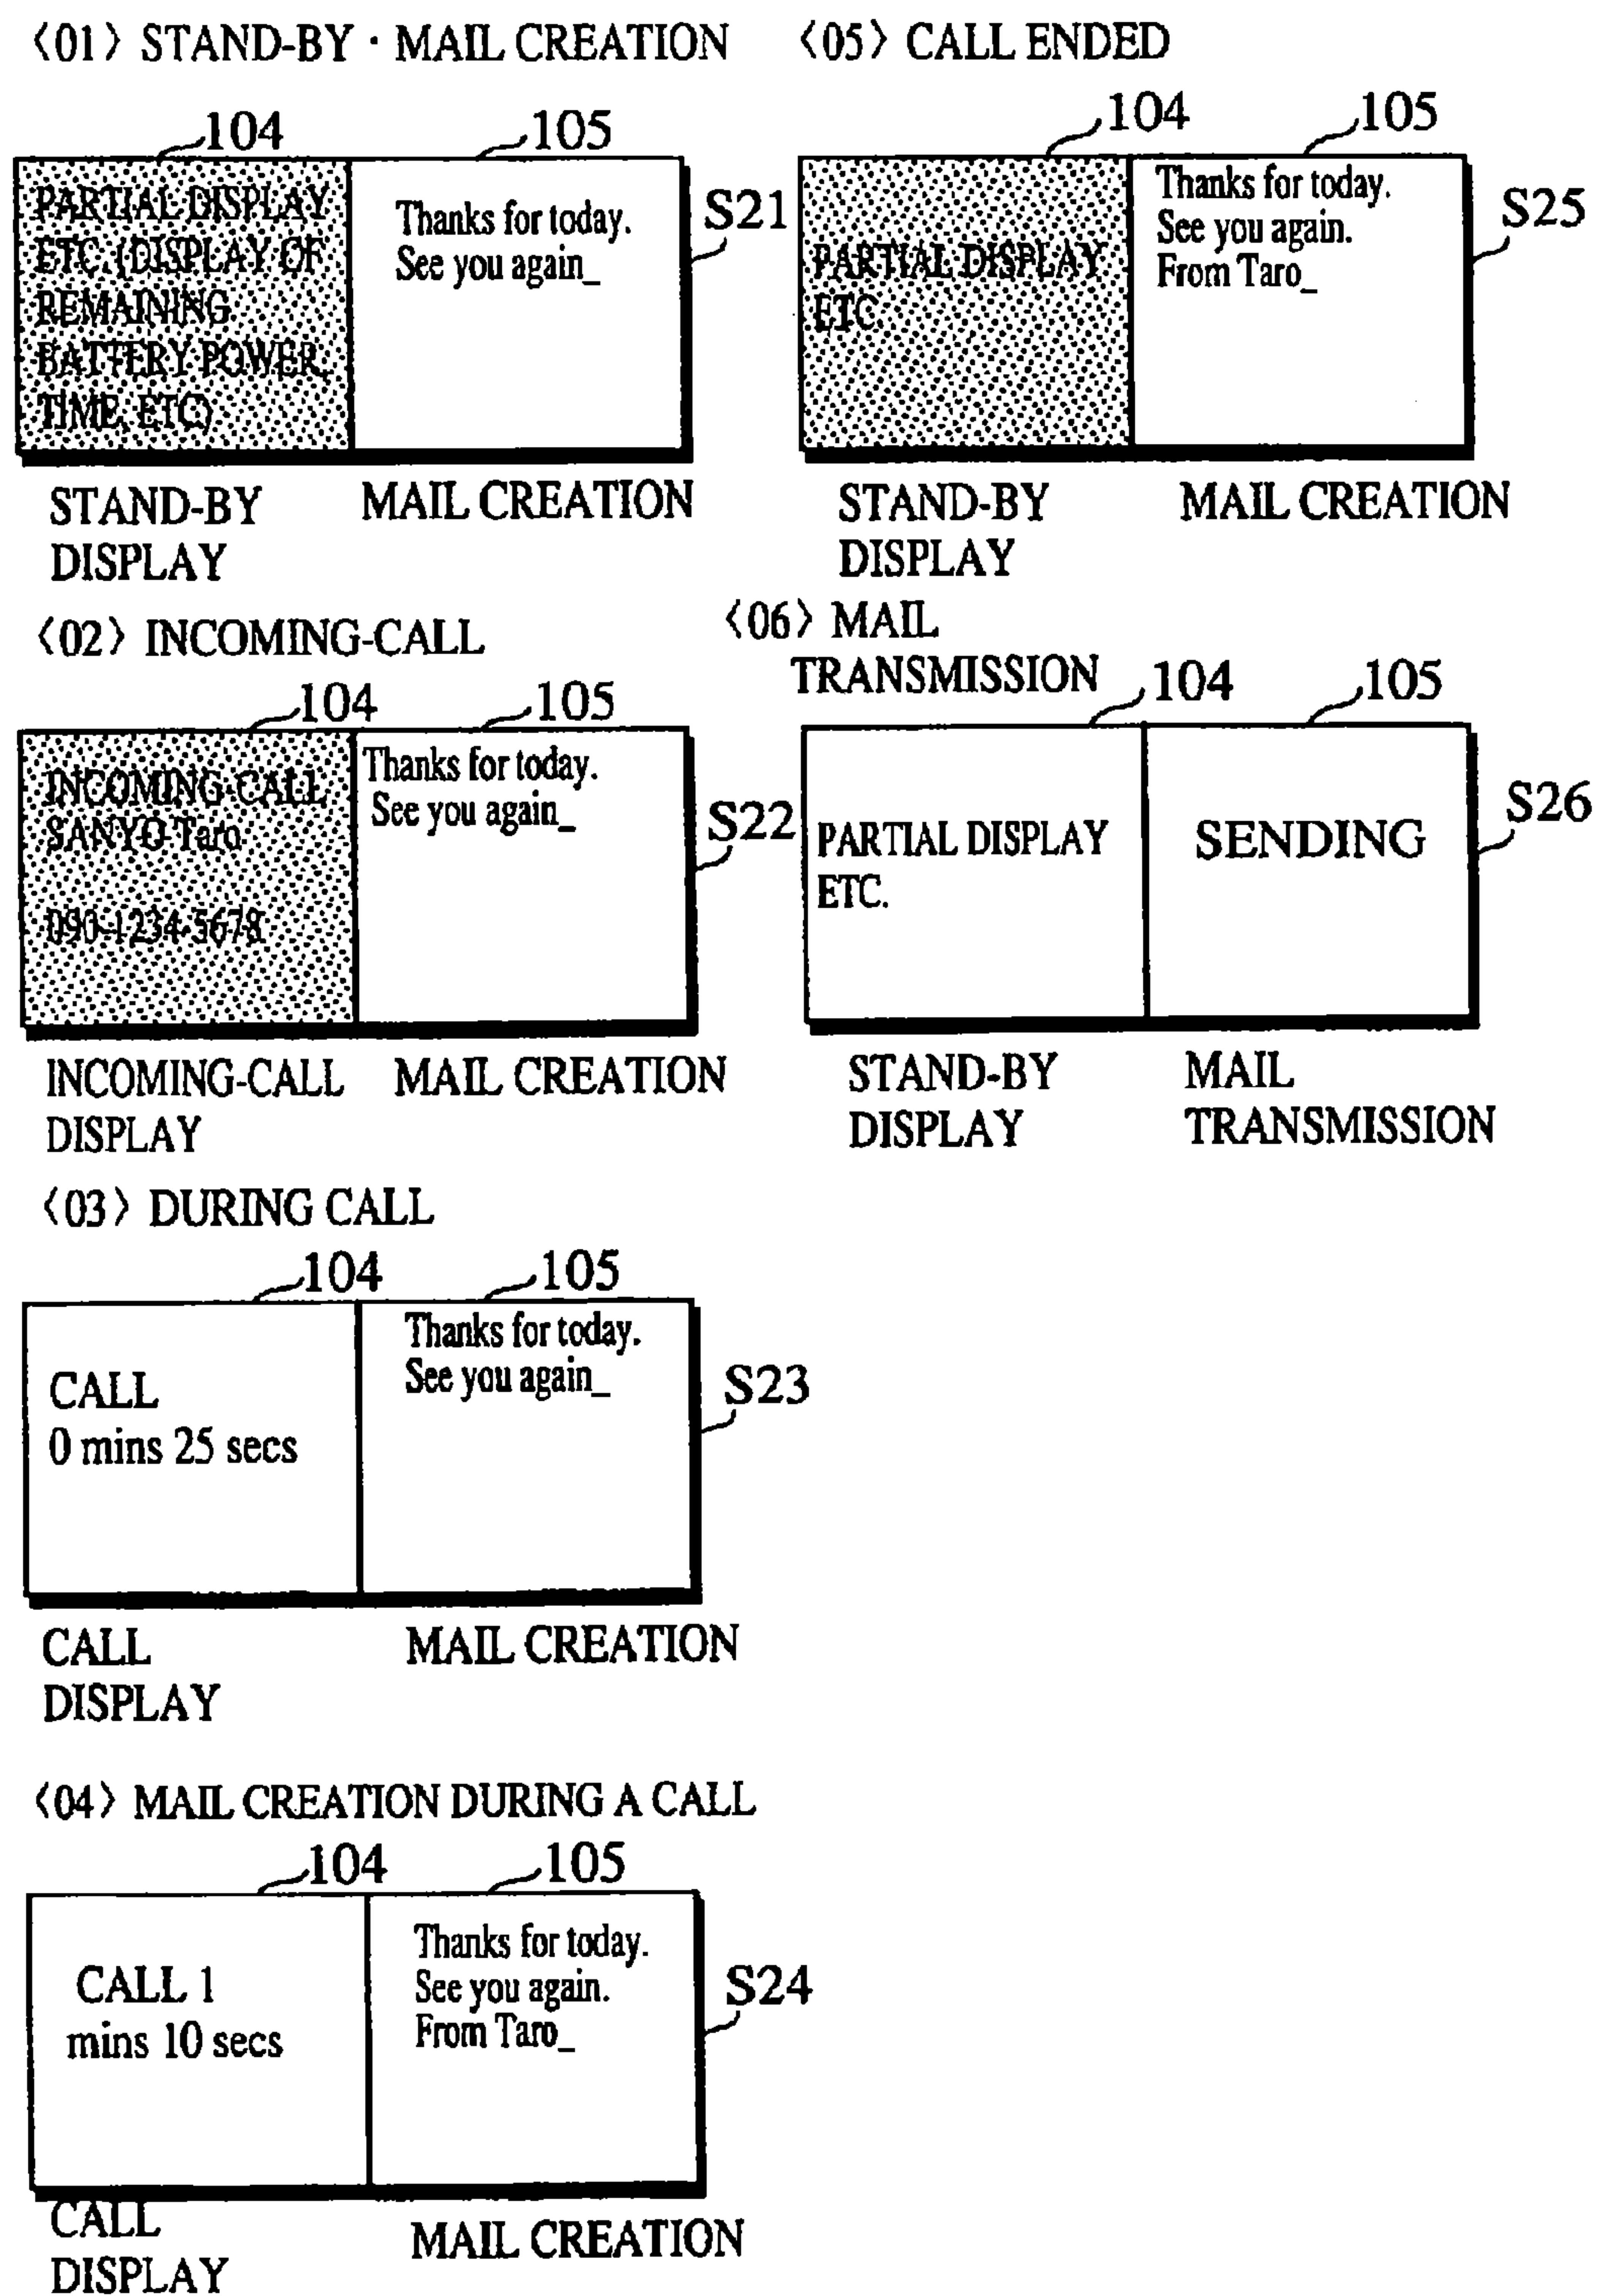 〈01〉 STAND-BY · MAIL CREATION
104
105
PARTIAL DISPLAY
ETC. (DISPLAY OF
REMAINING
BATTERY POWER,
TIME, ETC)
Thanks for today.
See you again_
S21
STAND-BY
DISPLAY
MAIL CREATION
〈02〉 INCOMING-CALL
104
105
INCOMING-CALL
SANYO Taro
090-1234-5678
Thanks for today.
See you again_
S22
INCOMING-CALL
DISPLAY
MAIL CREATION
〈03〉 DURING CALL
104
105
CALL
0 mins 25 secs
Thanks for today.
See you again_
S23
CALL
DISPLAY
MAIL CREATION
〈04〉 MAIL CREATION DURING A CALL
104
105
CALL 1
mins 10 secs
Thanks for today.
See you again.
From Taro_
S24
CALL
DISPLAY
MAIL CREATION
〈05〉 CALL ENDED
104
105
PARTIAL DISPLAY
ETC.
Thanks for today.
See you again.
From Taro_
S25
STAND-BY
DISPLAY
MAIL CREATION
〈06〉 MAIL
TRANSMISSION
104
105
PARTIAL DISPLAY
ETC.
SENDING
S26
STAND-BY
DISPLAY
MAIL
TRANSMISSION